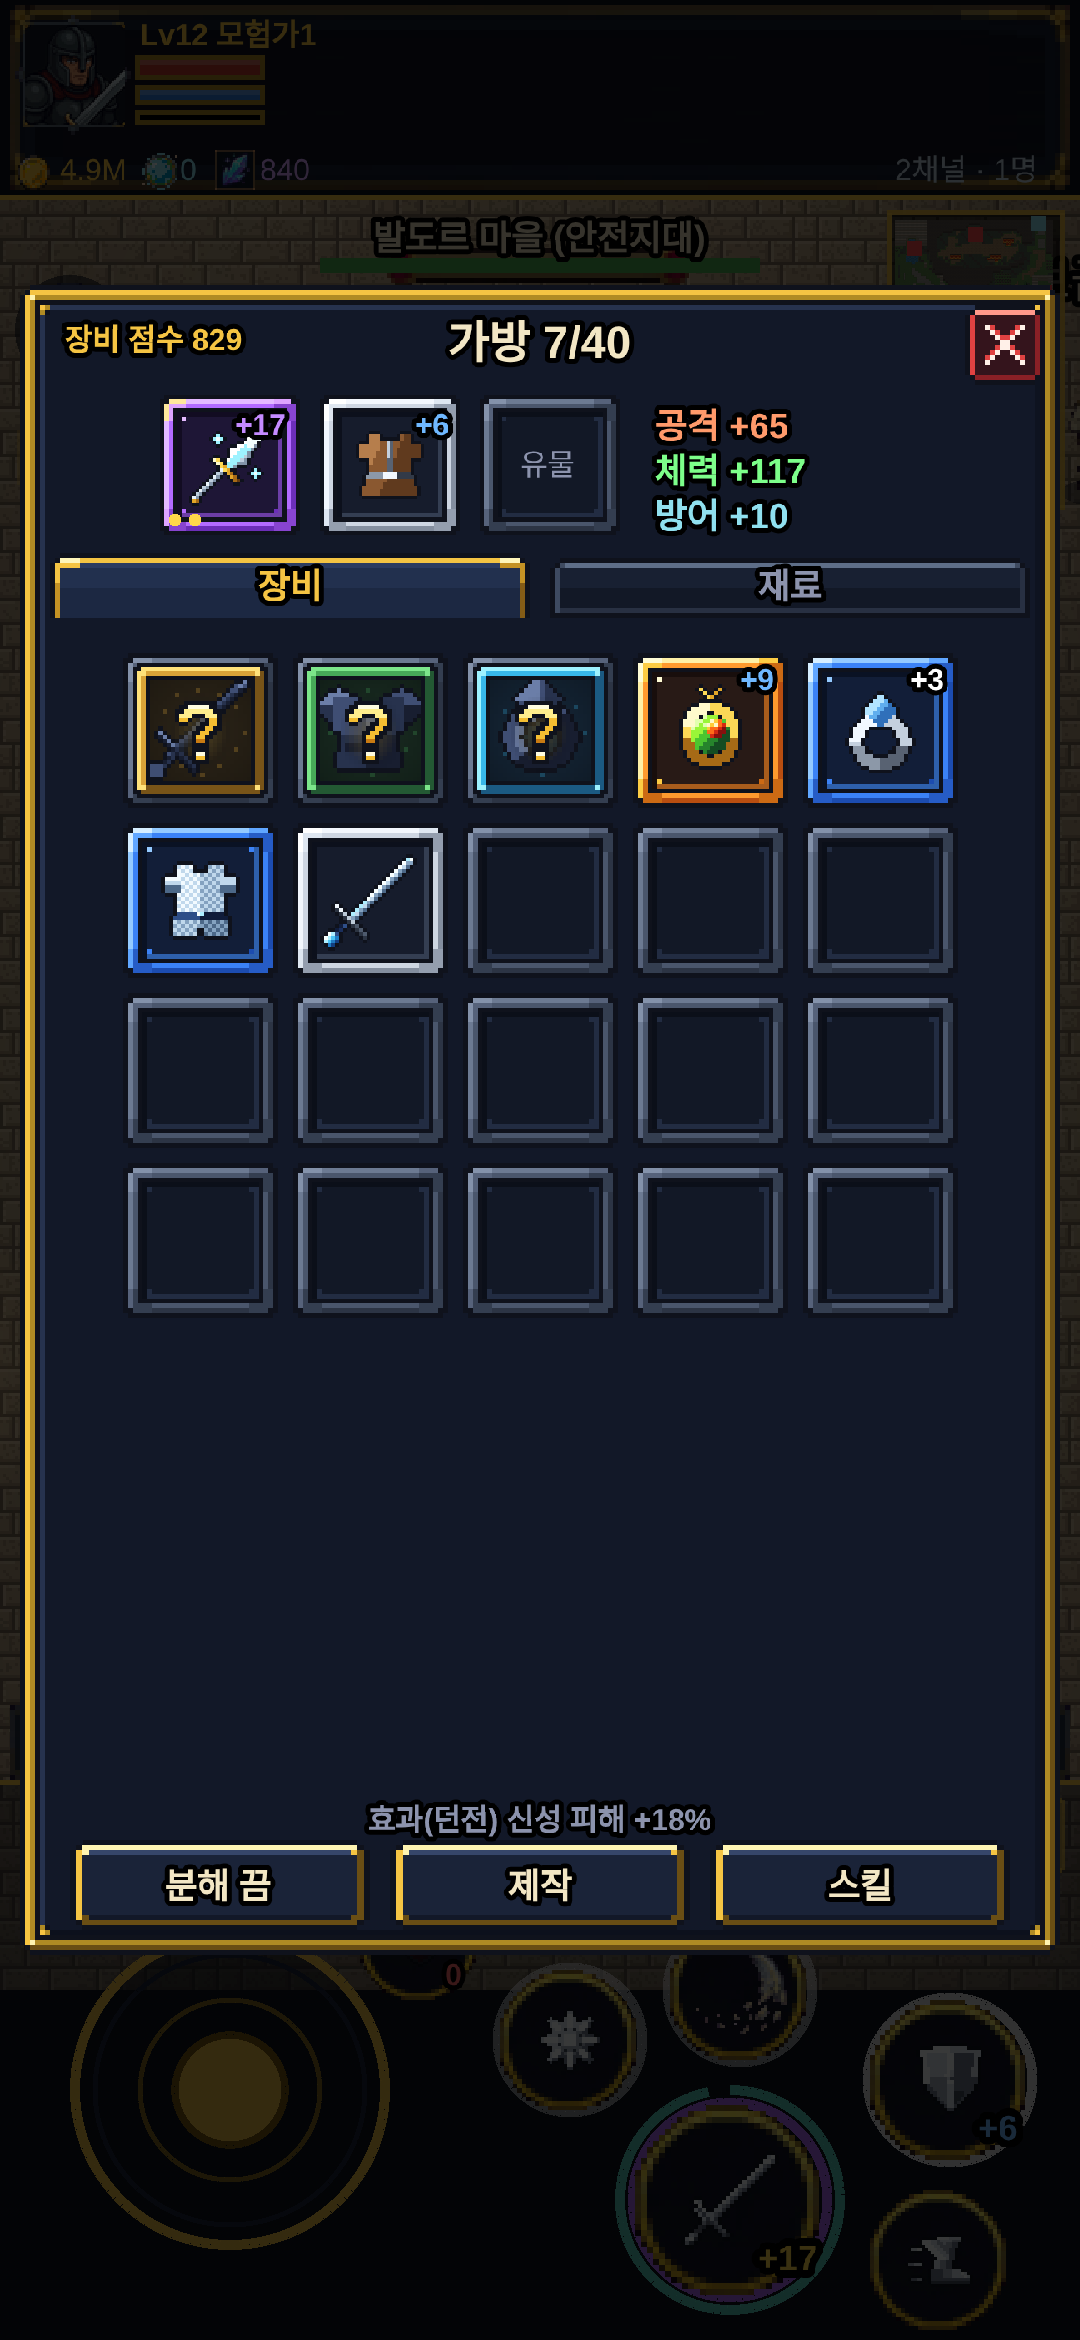 Lv12 모험가1
4.9M 0 840 2채널 · 1명
발도르 마을 (안전지대)
장비 점수 829
가방 7/40
+17
+6
유물
공격 +65
체력 +117
방어 +10
장비
재료
?
?
?
+9
+3
효과(던전) 신성 피해 +18%
분해 끔
제작
스킬
0
+6
+17